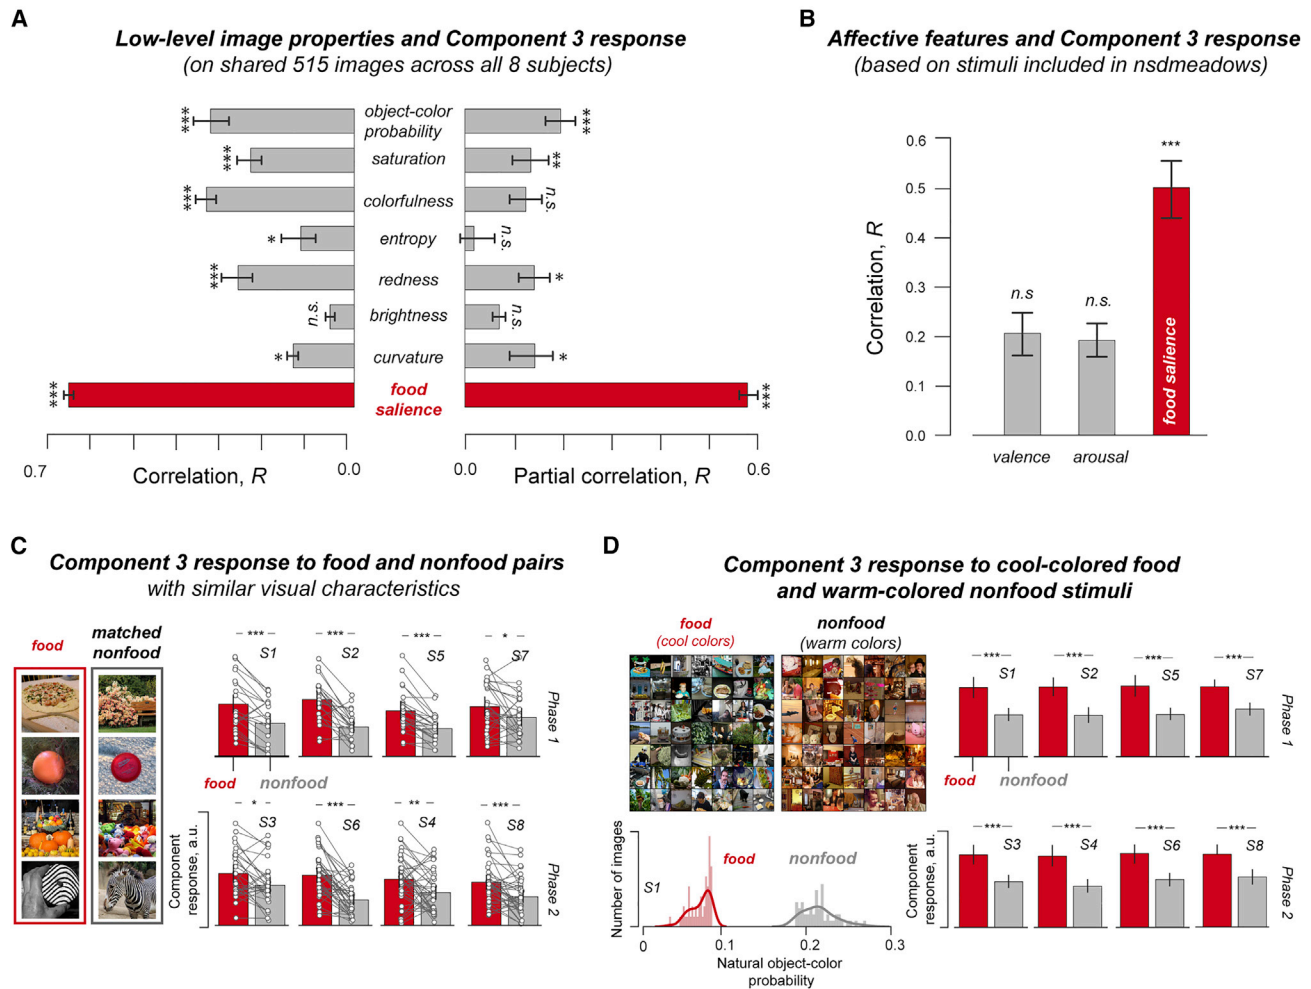 A
Low-level image properties and Component 3 response
(on shared 515 images across all 8 subjects)
*** object-color probability ***
*** saturation **
*** colorfulness n.s.
* entropy n.s.
*** redness *
n.s. brightness n.s.
* curvature *
*** food salience ***
0.7 Correlation, R 0.0
0.0 Partial correlation, R 0.6
B
Affective features and Component 3 response
(based on stimuli included in nsdmeadows)
Correlation, R
0.6
0.5
0.4
0.3
0.2
0.1
0.0
n.s
n.s.
***
food salience
valence arousal
C
Component 3 response to food and nonfood pairs
with similar visual characteristics
food
matched
nonfood
*** *** *** *
S1 S2 S5 S7
Phase 1
food nonfood
* *** ** ***
S3 S6 S4 S8
Component
response, a.u.
Phase 2
D
Component 3 response to cool-colored food
and warm-colored nonfood stimuli
food
(cool colors)
nonfood
(warm colors)
*** *** *** ***
S1 S2 S5 S7
Phase 1
food nonfood
Number of images
S1
food nonfood
0 0.1 0.2 0.3
Natural object-color
probability
*** *** *** ***
S3 S4 S6 S8
Component
response, a.u.
Phase 2